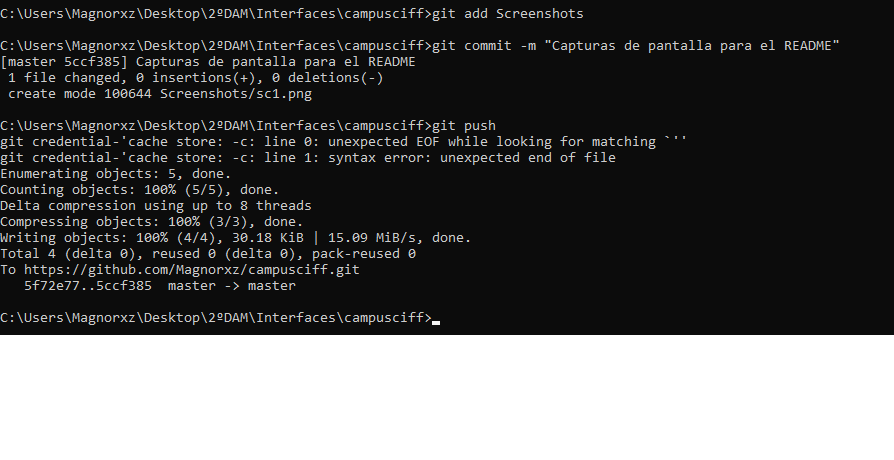 C:\Users\Magnorxz\Desktop\2ºDAM\Interfaces\campusciff>git add Screenshots
C:\Users\Magnorxz\Desktop\2ºDAM\Interfaces\campusciff>git commit -m "Capturas de pantalla para el README"
[master 5ccf385] Capturas de pantalla para el README
1 file changed, 0 insertions(+), 0 deletions(-)
create mode 100644 Screenshots/sc1.png
C:\Users\Magnorxz\Desktop\2ºDAM\Interfaces\campusciff>git push
git credential-'cache store: -c: line 0: unexpected EOF while looking for matching `''
git credential-'cache store: -c: line 1: syntax error: unexpected end of file
Enumerating objects: 5, done.
Counting objects: 100% (5/5), done.
Delta compression using up to 8 threads
Compressing objects: 100% (3/3), done.
Writing objects: 100% (4/4), 30.18 KiB | 15.09 MiB/s, done.
Total 4 (delta 0), reused 0 (delta 0), pack-reused 0
To https://github.com/Magnorxz/campusciff.git
5f72e77..5ccf385  master -> master
C:\Users\Magnorxz\Desktop\2ºDAM\Interfaces\campusciff>